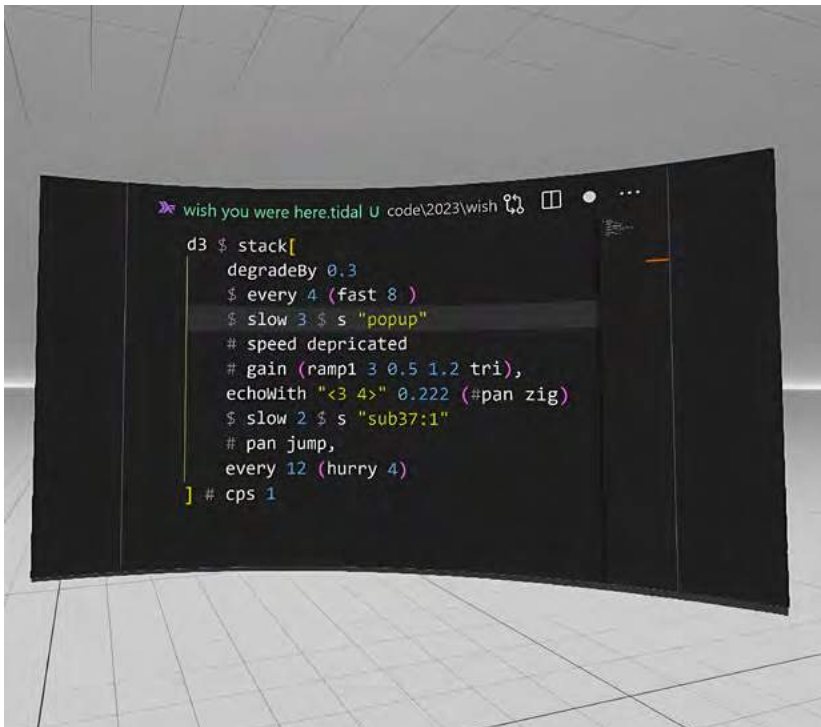 wish you were here.tidal U code\2023\wish
d3 $ stack[
degradeBy 0.3
$ every 4 (fast 8 )
$ slow 3 $ s "popup"
# speed depricated
# gain (ramp1 3 0.5 1.2 tri),
echoWith "<3 4>" 0.222 (#pan zig)
$ slow 2 $ s "sub37:1"
# pan jump,
every 12 (hurry 4)
] # cps 1